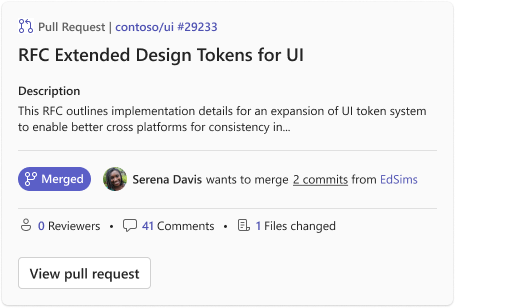 Pull Request | contoso/ui #29233
RFC Extended Design Tokens for UI
Description
This RFC outlines implementation details for an expansion of UI token system
to enable better cross platforms for consistency in...
Merged Serena Davis wants to merge 2 commits from EdSims
0 Reviewers • 41 Comments • 1 Files changed
View pull request